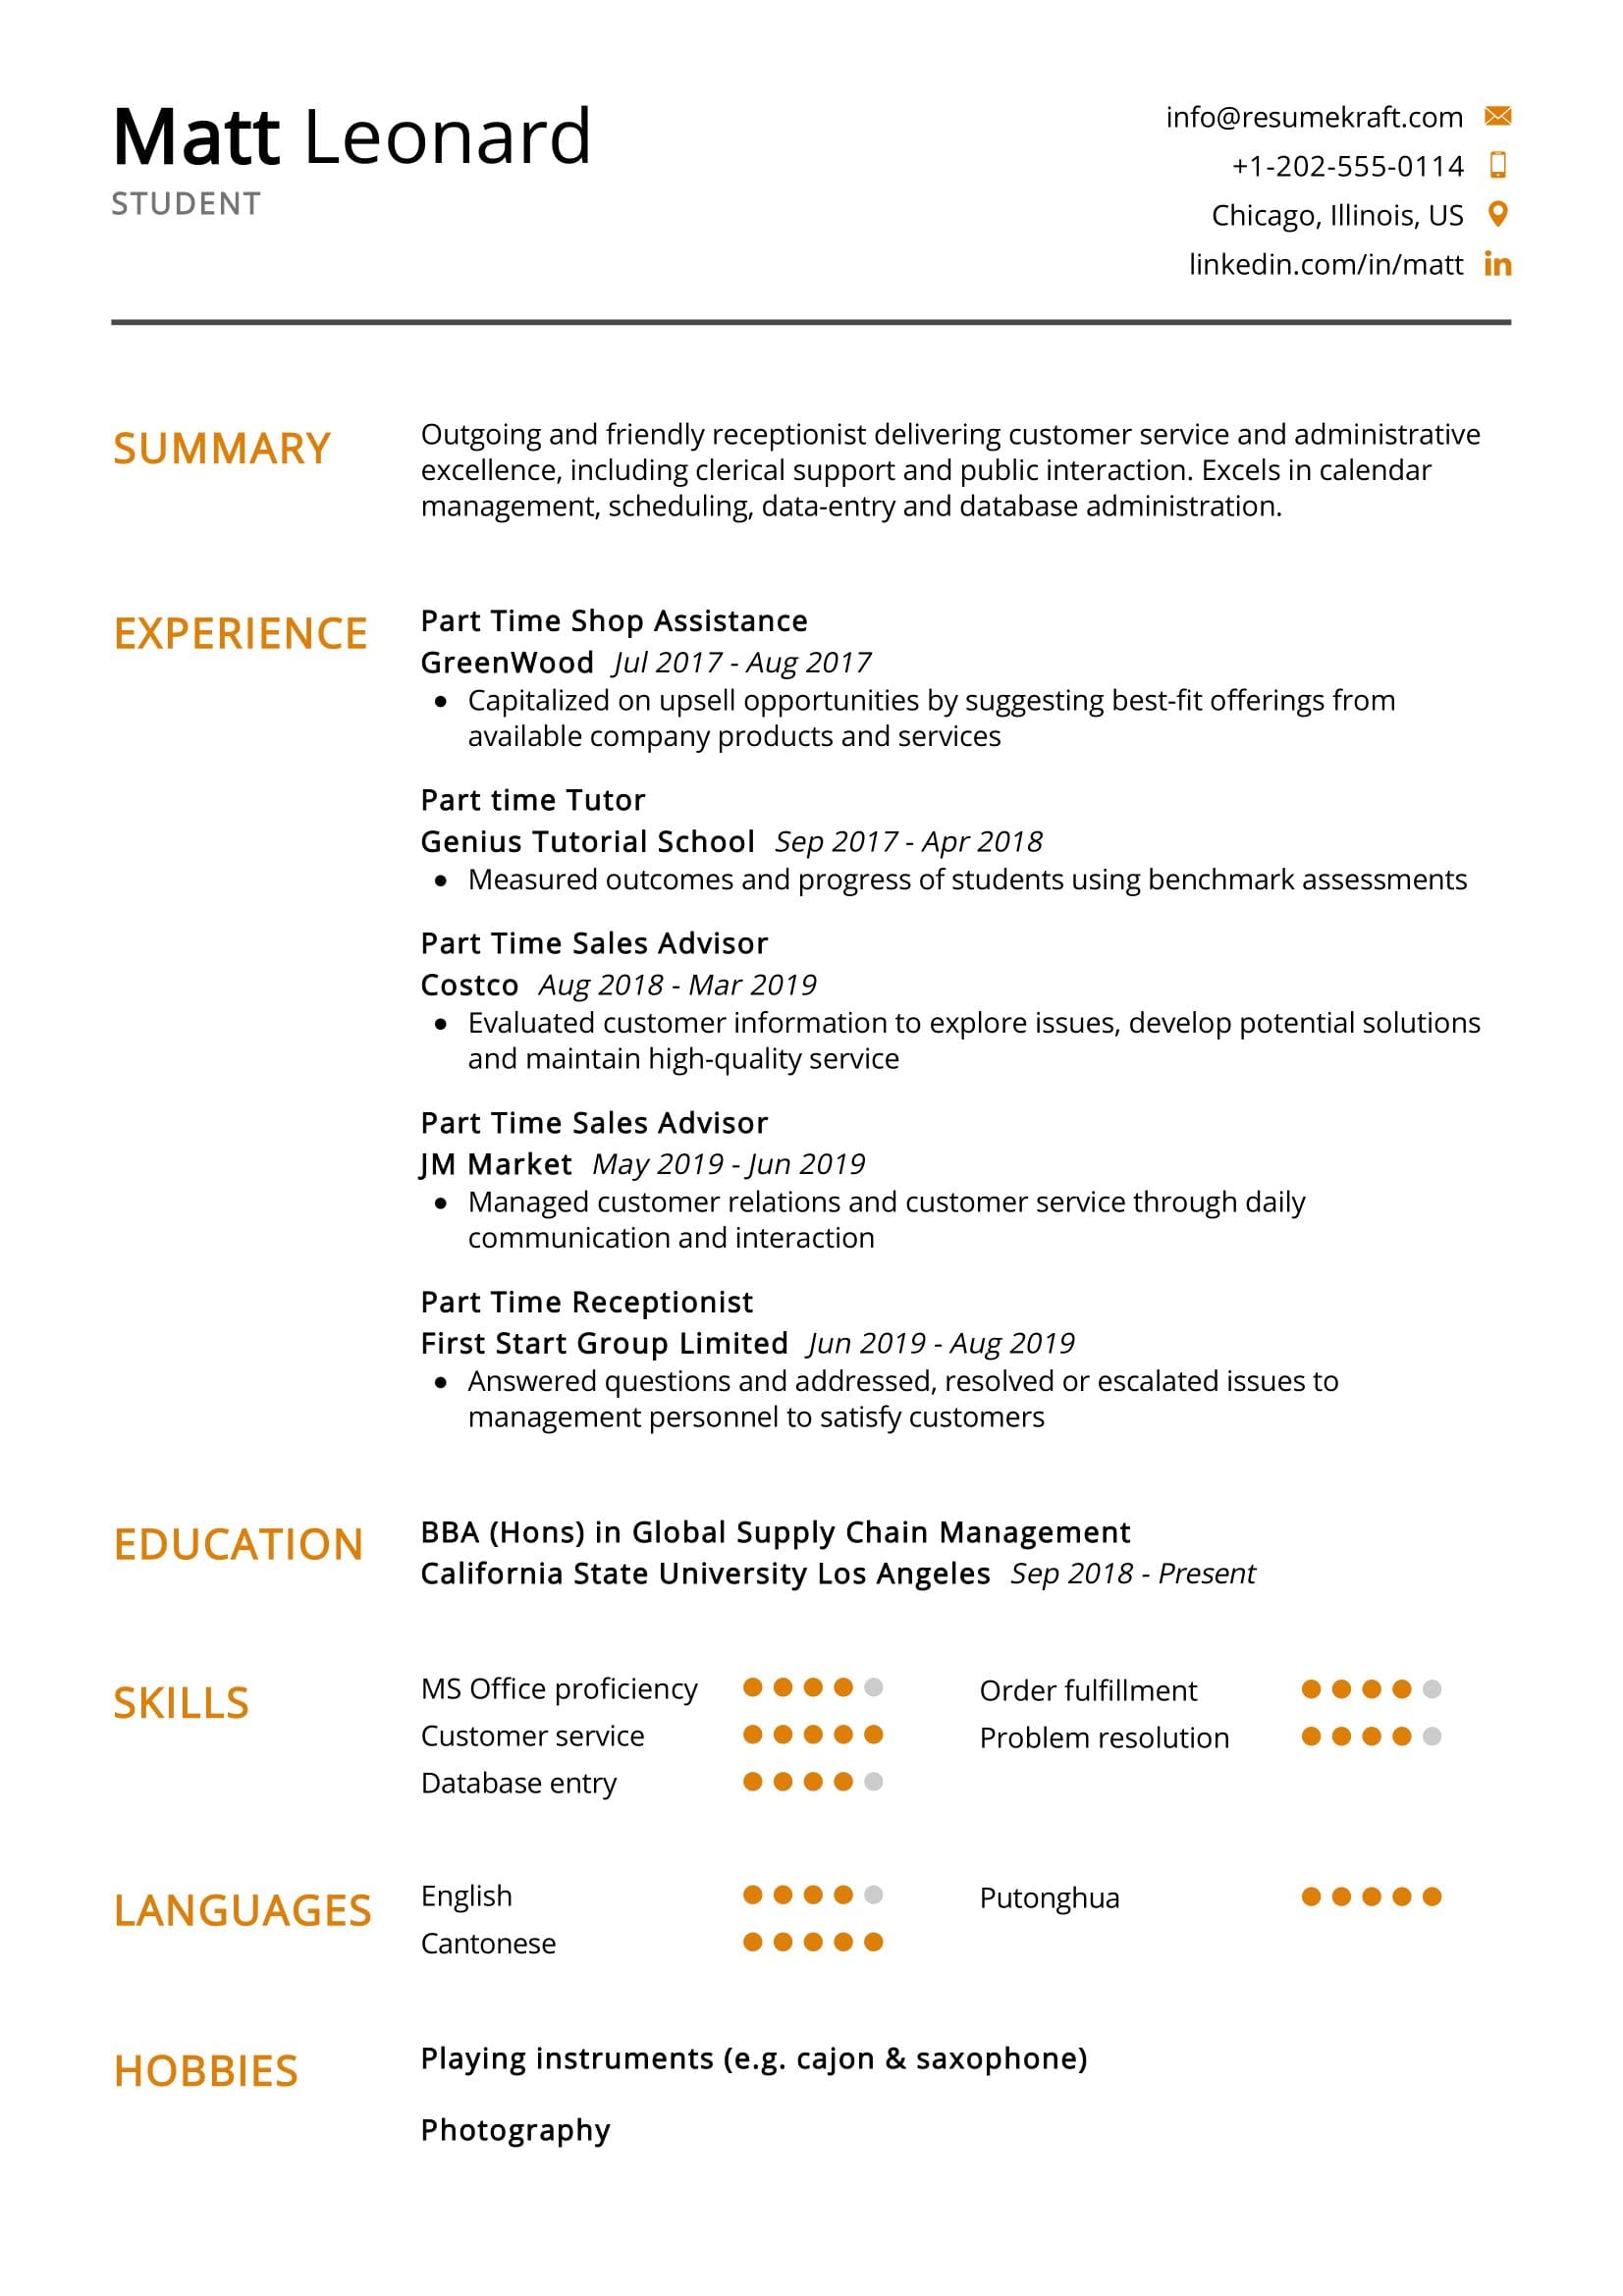 Matt Leonard
STUDENT
info@resumekraft.com
+1-202-555-0114
Chicago, Illinois, US
linkedin.com/in/matt
SUMMARY
Outgoing and friendly receptionist delivering customer service and administrative
excellence, including clerical support and public interaction. Excels in calendar
management, scheduling, data-entry and database administration.
EXPERIENCE
Part Time Shop Assistance
GreenWood Jul 2017 - Aug 2017
• Capitalized on upsell opportunities by suggesting best-fit offerings from
available company products and services
Part time Tutor
Genius Tutorial School Sep 2017 - Apr 2018
• Measured outcomes and progress of students using benchmark assessments
Part Time Sales Advisor
Costco Aug 2018 - Mar 2019
• Evaluated customer information to explore issues, develop potential solutions
and maintain high-quality service
Part Time Sales Advisor
JM Market May 2019 - Jun 2019
• Managed customer relations and customer service through daily
communication and interaction
Part Time Receptionist
First Start Group Limited Jun 2019 - Aug 2019
• Answered questions and addressed, resolved or escalated issues to
management personnel to satisfy customers
EDUCATION
BBA (Hons) in Global Supply Chain Management
California State University Los Angeles Sep 2018 - Present
SKILLS
MS Office proficiency
Customer service
Database entry
Order fulfillment
Problem resolution
LANGUAGES
English
Cantonese
Putonghua
HOBBIES
Playing instruments (e.g. cajon & saxophone)
Photography